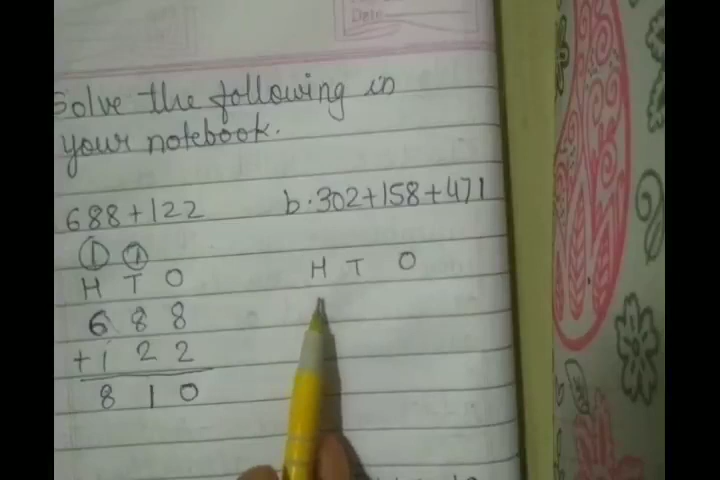 Solve the following in
your notebook.
688+122
b. 302+158+471
① ①
H T O
H T O
6 8 8
+ 1 2 2
8 1 0